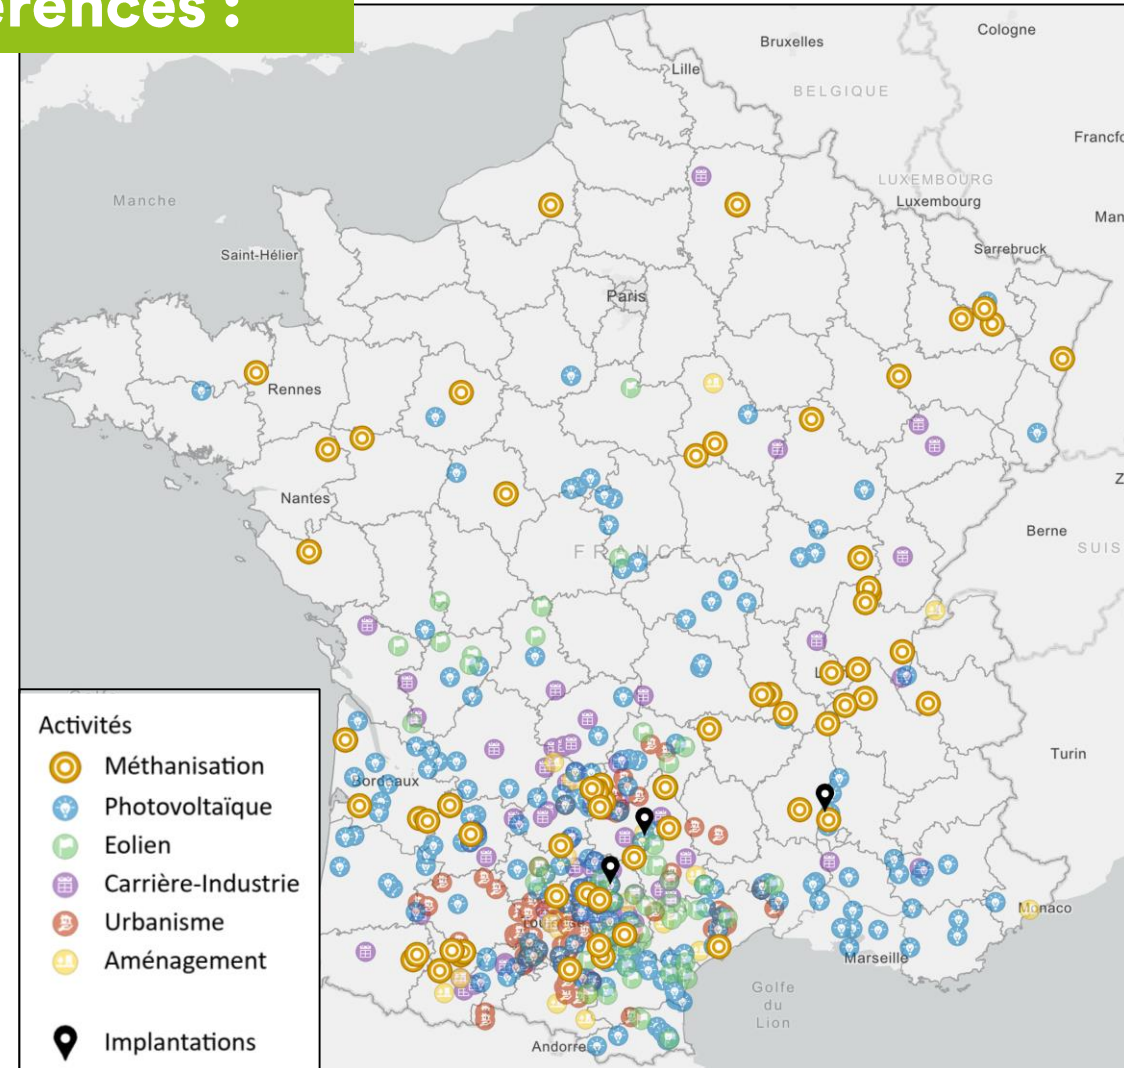 érences :
Bruxelles
Cologne
Lille
BELGIQUE
Francfo
LUXEMBOURG
Luxembourg
Manche
Man
Saint-Hélier
Sarrebruck
Paris
Rennes
Nantes
FRANCE
Berne
SUIS
Z
Turin
Bordeaux
Monaco
Marseille
Golfe
du
Lion
Andorre
Activités
Méthanisation
Photovoltaïque
Eolien
Carrière-Industrie
Urbanisme
Aménagement
Implantations